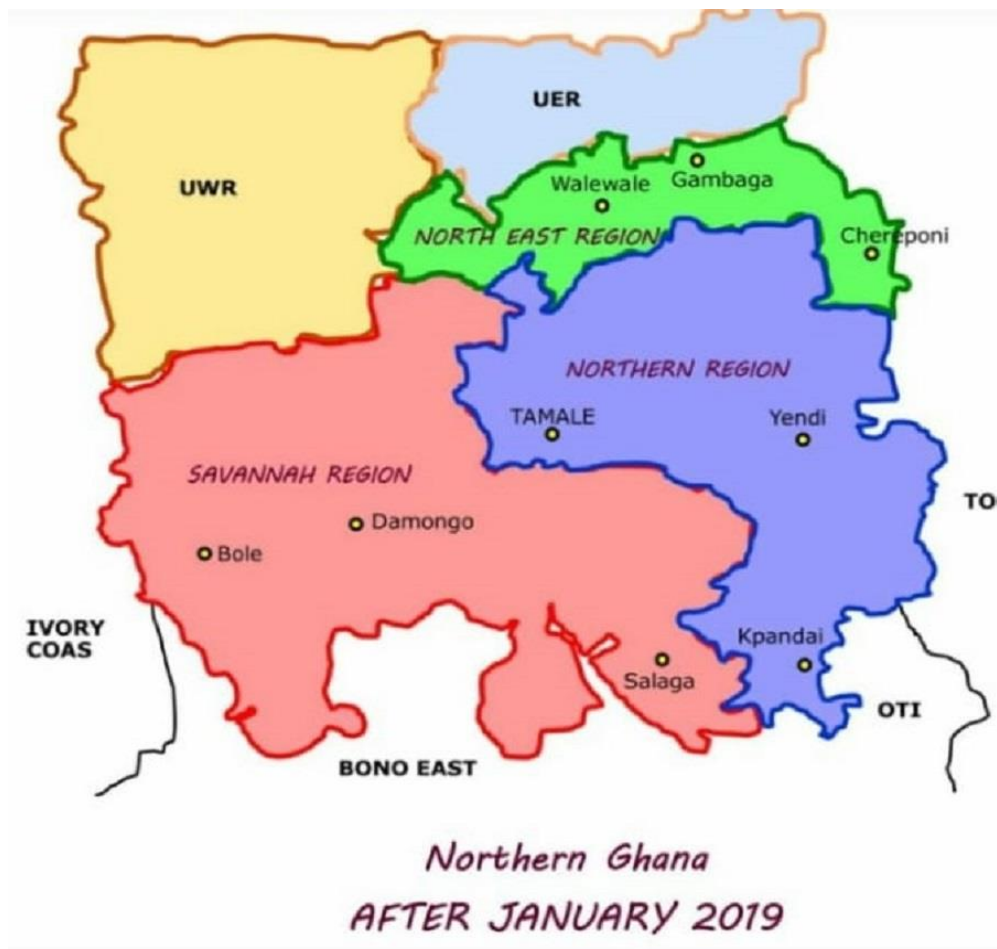 UER
UWR
Walewale
Gambaga
NORTH EAST REGION
Chereponi
NORTHERN REGION
TAMALE
Yendi
SAVANNAH REGION
TO
Damongo
Bole
IVORY
COAS
Kpandai
Salaga
OTI
BONO EAST
Northern Ghana
AFTER JANUARY 2019